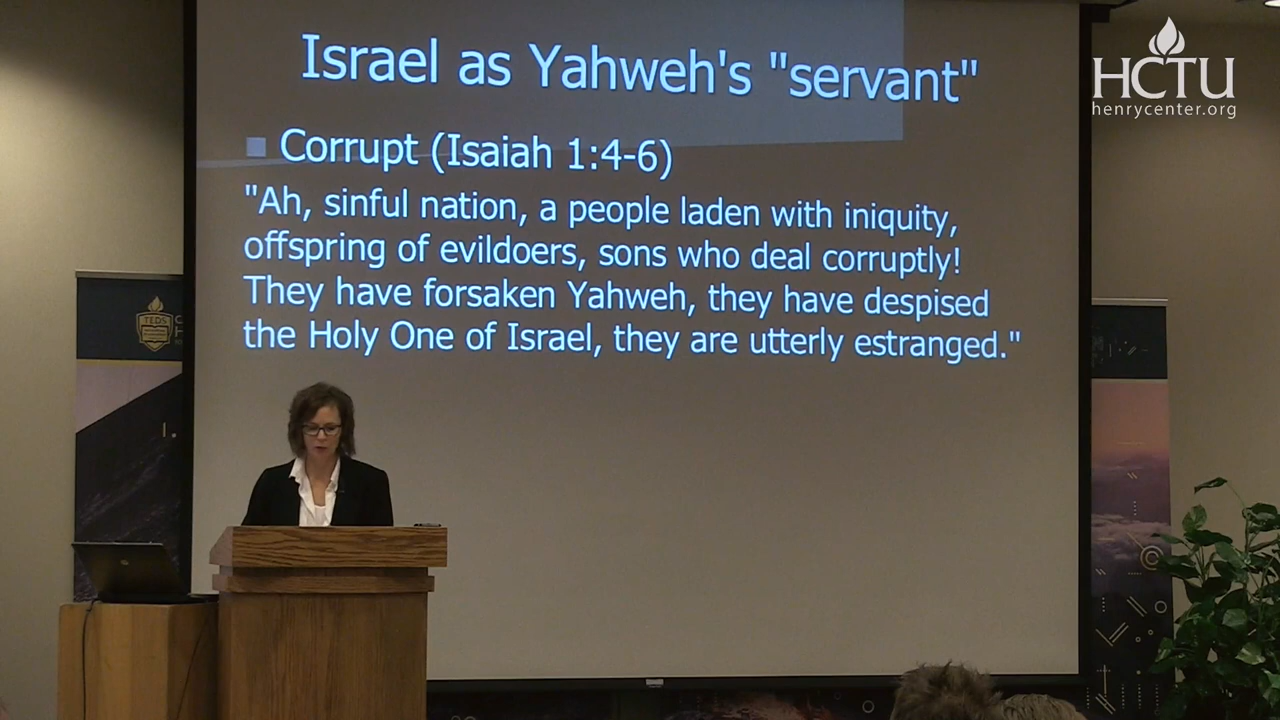 Israel as Yahweh's "servant"
Corrupt (Isaiah 1:4-6)
"Ah, sinful nation, a people laden with iniquity,
offspring of evildoers, sons who deal corruptly!
They have forsaken Yahweh, they have despised
the Holy One of Israel, they are utterly estranged."
HCTU
henrycenter.org
TEDS